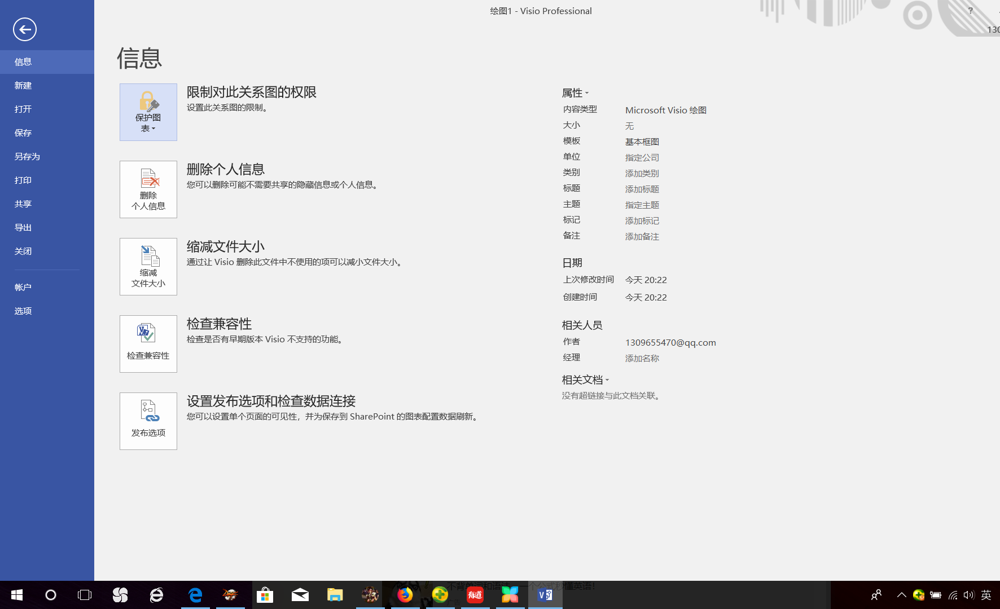 绘图1 - Visio Professional
?
130
信息
新建
打开
保存
另存为
打印
共享
导出
关闭
帐户
选项
信息
保护图
表
限制对此关系图的权限
设置此关系图的限制。
删除
个人信息
删除个人信息
您可以删除可能不需要共享的隐藏信息或个人信息。
缩减
文件大小
缩减文件大小
通过让 Visio 删除此文件中不使用的项可以减小文件大小。
检查兼容性
检查兼容性
检查是否有早期版本 Visio 不支持的功能。
发布选项
设置发布选项和检查数据连接
您可以设置单个页面的可见性，并为保存到 SharePoint 的图表配置数据刷新。
属性
内容类型 Microsoft Visio 绘图
大小 无
模板 基本框图
单位 指定公司
类别 添加类别
标题 添加标题
主题 指定主题
标记 添加标记
备注 添加备注
日期
上次修改时间 今天 20:22
创建时间 今天 20:22
相关人员
作者 1309655470@qq.com
经理 添加名称
相关文档
没有超链接与此文档关联。
不背单词和语法，一个公式秒懂英语!
有道
英